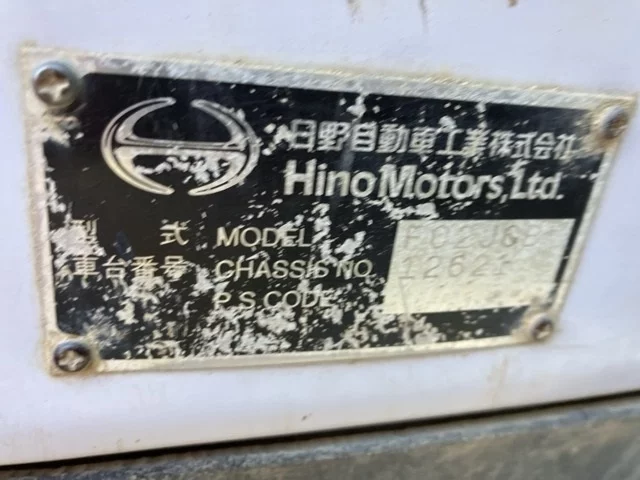 日野自動車工業株式会社
Hino Motors, Ltd.
型 式 MODEL
車台番号 CHASSIS NO.
P.S.CODE